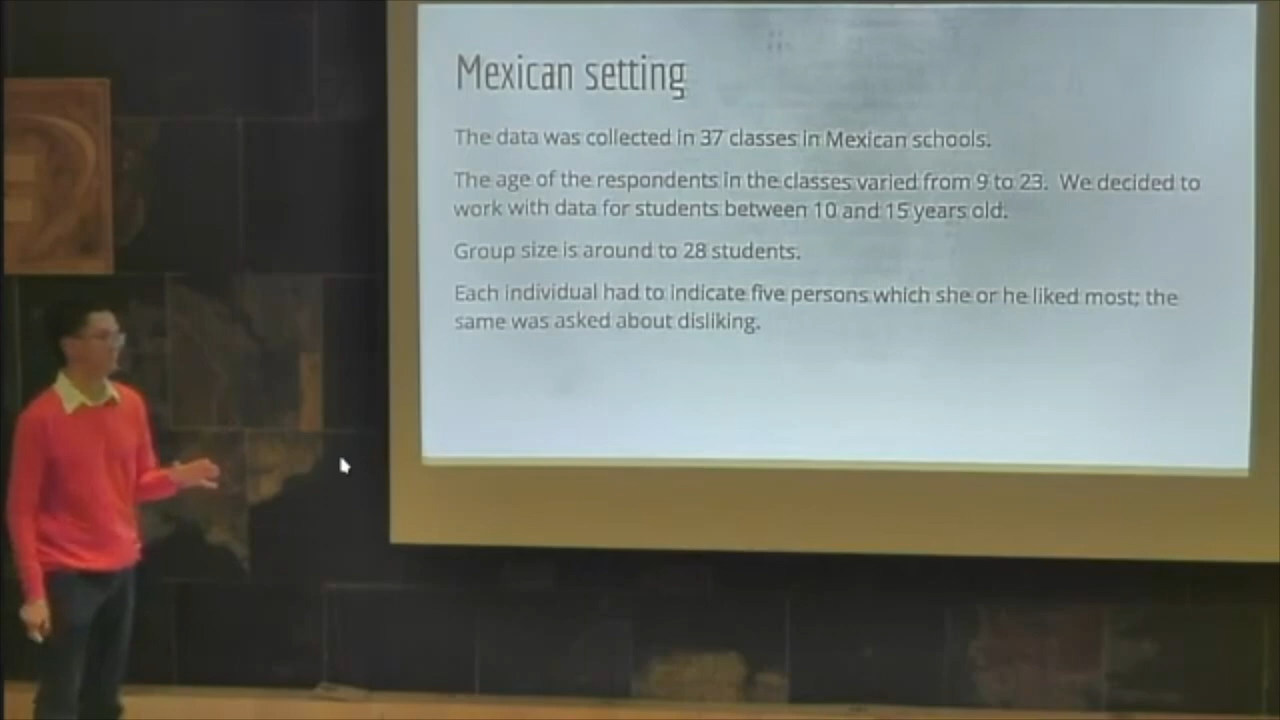 Mexican setting
The data was collected in 37 classes in Mexican schools.
The age of the respondents in the classes varied from 9 to 23. We decided to
work with data for students between 10 and 15 years old.
Group size is around to 28 students.
Each individual had to indicate five persons which she or he liked most; the
same was asked about disliking.